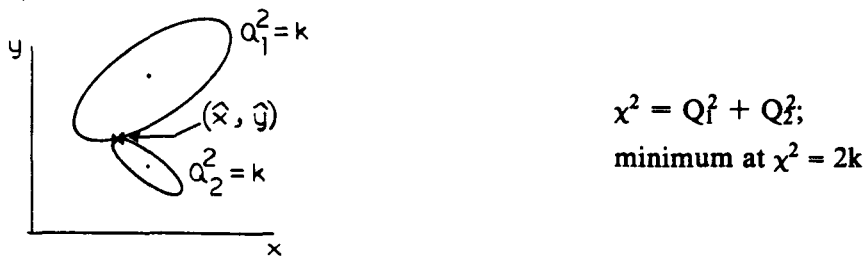 y
Q₁² = k
(x̂, ŷ)
Q₂² = k
x
χ² = Q₁² + Q₂²;
minimum at χ² = 2k